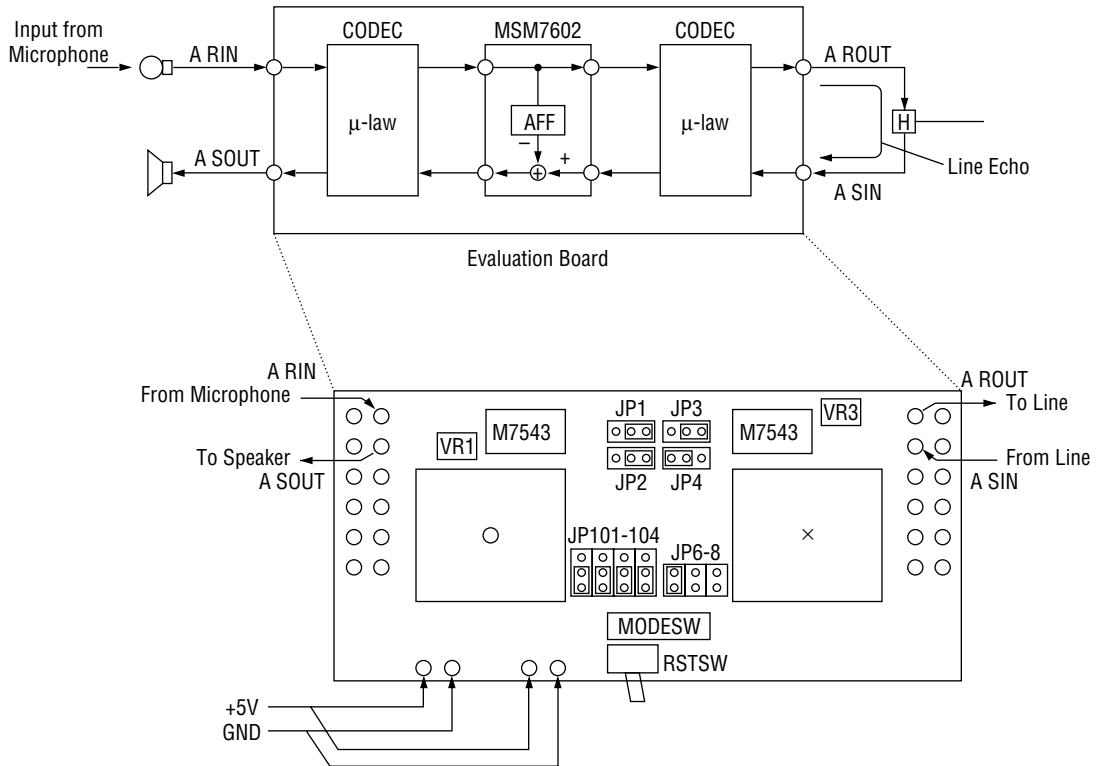 Input from
Microphone
A RIN
CODEC
MSM7602
CODEC
A ROUT
μ-law
AFF
μ-law
H
–
+
+
A SOUT
Line Echo
A SIN
Evaluation Board
A RIN
From Microphone
A ROUT
To Line
JP1
JP3
VR3
M7543
M7543
VR1
To Speaker
A SOUT
From Line
A SIN
JP2
JP4
JP101-104
JP6-8
MODESW
RSTSW
+5V
GND